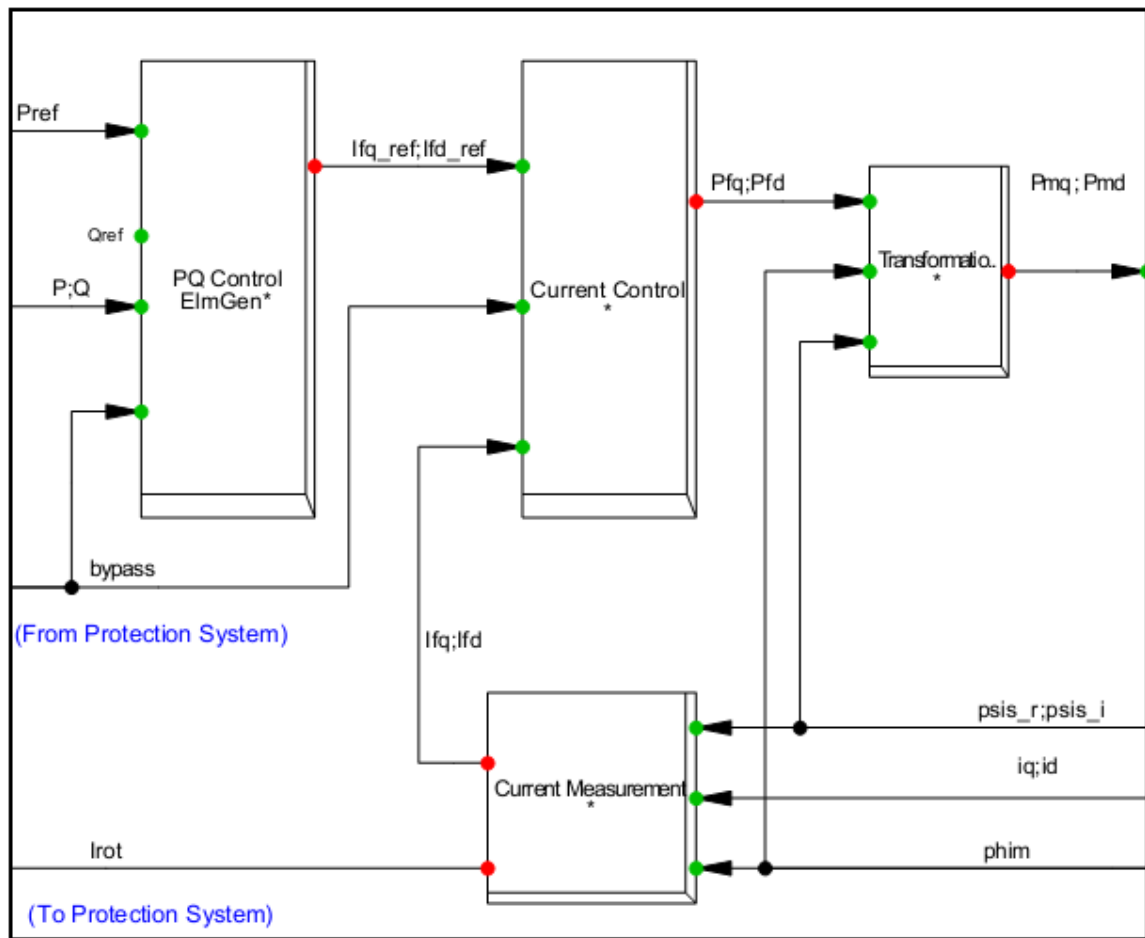 Pref
Ifq_ref;Ifd_ref
Pfq;Pfd
Pmq; Pmd
Qref
PQ Control
ElmGen*
P;Q
Current Control
*
Transformatio..
*
bypass
(From Protection System)
Ifq;Ifd
psis_r;psis_i
iq;id
Current Measurement
*
Irot
phim
(To Protection System)